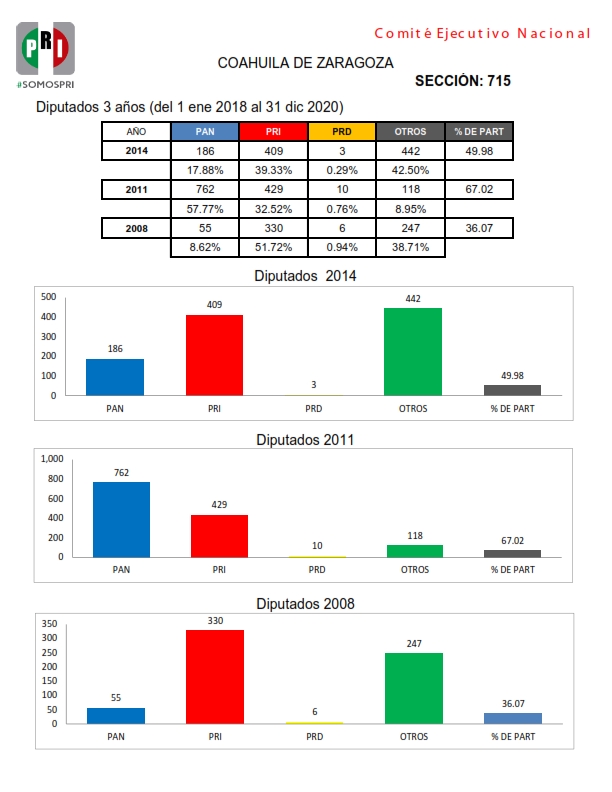 Comité Ejecutivo Nacional
PRI
#SOMOSPRI
COAHUILA DE ZARAGOZA
SECCIÓN: 715
Diputados 3 años (del 1 ene 2018 al 31 dic 2020)
AÑO PAN PRI PRD OTROS % DE PART
2014 186 409 3 442 49.98
17.88% 39.33% 0.29% 42.50%
2011 762 429 10 118 67.02
57.77% 32.52% 0.76% 8.95%
2008 55 330 6 247 36.07
8.62% 51.72% 0.94% 38.71%
Diputados 2014
500
400
300
200
100
0
186 409 3 442 49.98
PAN PRI PRD OTROS % DE PART
Diputados 2011
1,000
800
600
400
200
0
762 429 10 118 67.02
PAN PRI PRD OTROS % DE PART
Diputados 2008
350
300
250
200
150
100
50
0
55 330 6 247 36.07
PAN PRI PRD OTROS % DE PART